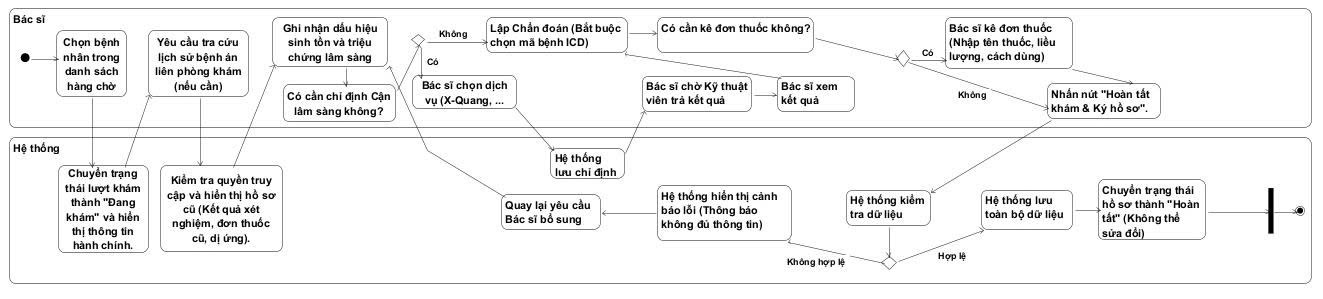 Bác sĩ
Chọn bệnh
nhân trong
danh sách
hàng chờ
Yêu cầu tra cứu
lịch sử bệnh án
liên phòng khám
(nếu cần)
Ghi nhận dấu hiệu
sinh tồn và triệu
chứng lâm sàng
Có cần chỉ định Cận
lâm sàng không?
Không
Có
Bác sĩ chọn dịch
vụ (X-Quang, ...
Lập Chẩn đoán (Bắt buộc
chọn mã bệnh ICD)
Có cần kê đơn thuốc không?
Bác sĩ chờ Kỹ thuật
viên trả kết quả
Bác sĩ xem
kết quả
Có
Không
Bác sĩ kê đơn thuốc
(Nhập tên thuốc, liều
lượng, cách dùng)
Nhấn nút "Hoàn tất
khám & Ký hồ sơ".
Hệ thống
Chuyển trạng
thái lượt khám
thành "Đang
khám" và hiển
thị thông tin
hành chính.
Kiểm tra quyền truy
cập và hiển thị hồ sơ
cũ (Kết quả xét
nghiệm, đơn thuốc
cũ, dị ứng).
Hệ thống
lưu chỉ định
Quay lại yêu cầu
Bác sĩ bổ sung
Hệ thống hiển thị cảnh
báo lỗi (Thông báo
không đủ thông tin)
Hệ thống kiểm
tra dữ liệu
Không hợp lệ
Hợp lệ
Hệ thống lưu
toàn bộ dữ liệu
Chuyển trạng thái
hồ sơ thành "Hoàn
tất" (Không thể
sửa đổi)